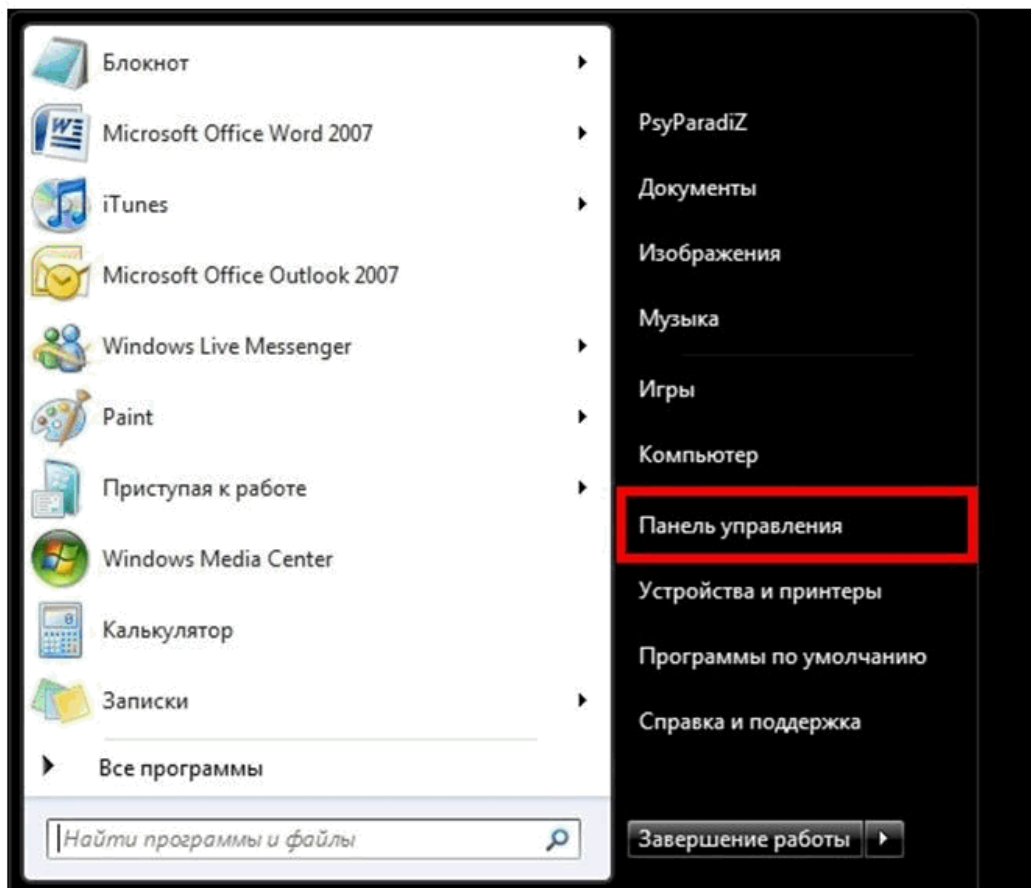 Блокнот
Microsoft Office Word 2007
iTunes
Microsoft Office Outlook 2007
Windows Live Messenger
Paint
Приступая к работе
Windows Media Center
Калькулятор
Записки
Все программы
Найти программы и файлы
PsyParadiZ
Документы
Изображения
Музыка
Игры
Компьютер
Панель управления
Устройства и принтеры
Программы по умолчанию
Справка и поддержка
Завершение работы